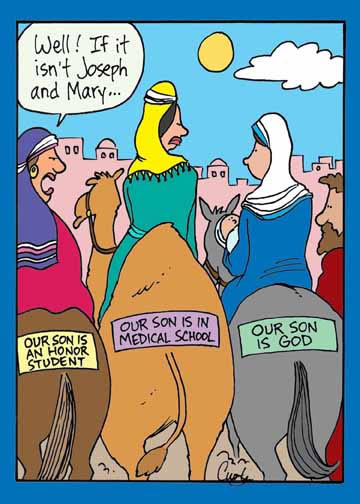 Well! If it
isn't Joseph
and Mary...
OUR SON IS
AN HONOR
STUDENT
OUR SON IS IN
MEDICAL SCHOOL
OUR SON
IS GOD